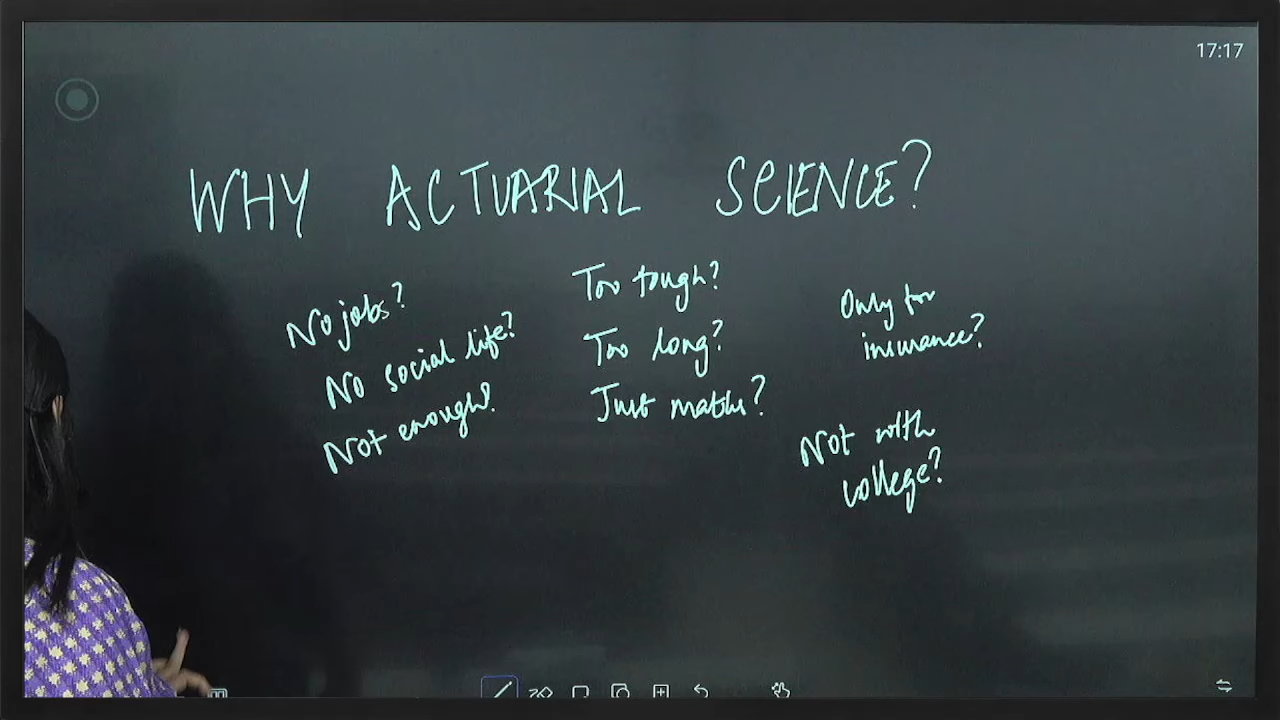 17:17
WHY ACTUARIAL SCIENCE?
No jobs?
No social life?
Not enough?
Too tough?
Too long?
Just maths?
Only for
insurance?
Not with
college?